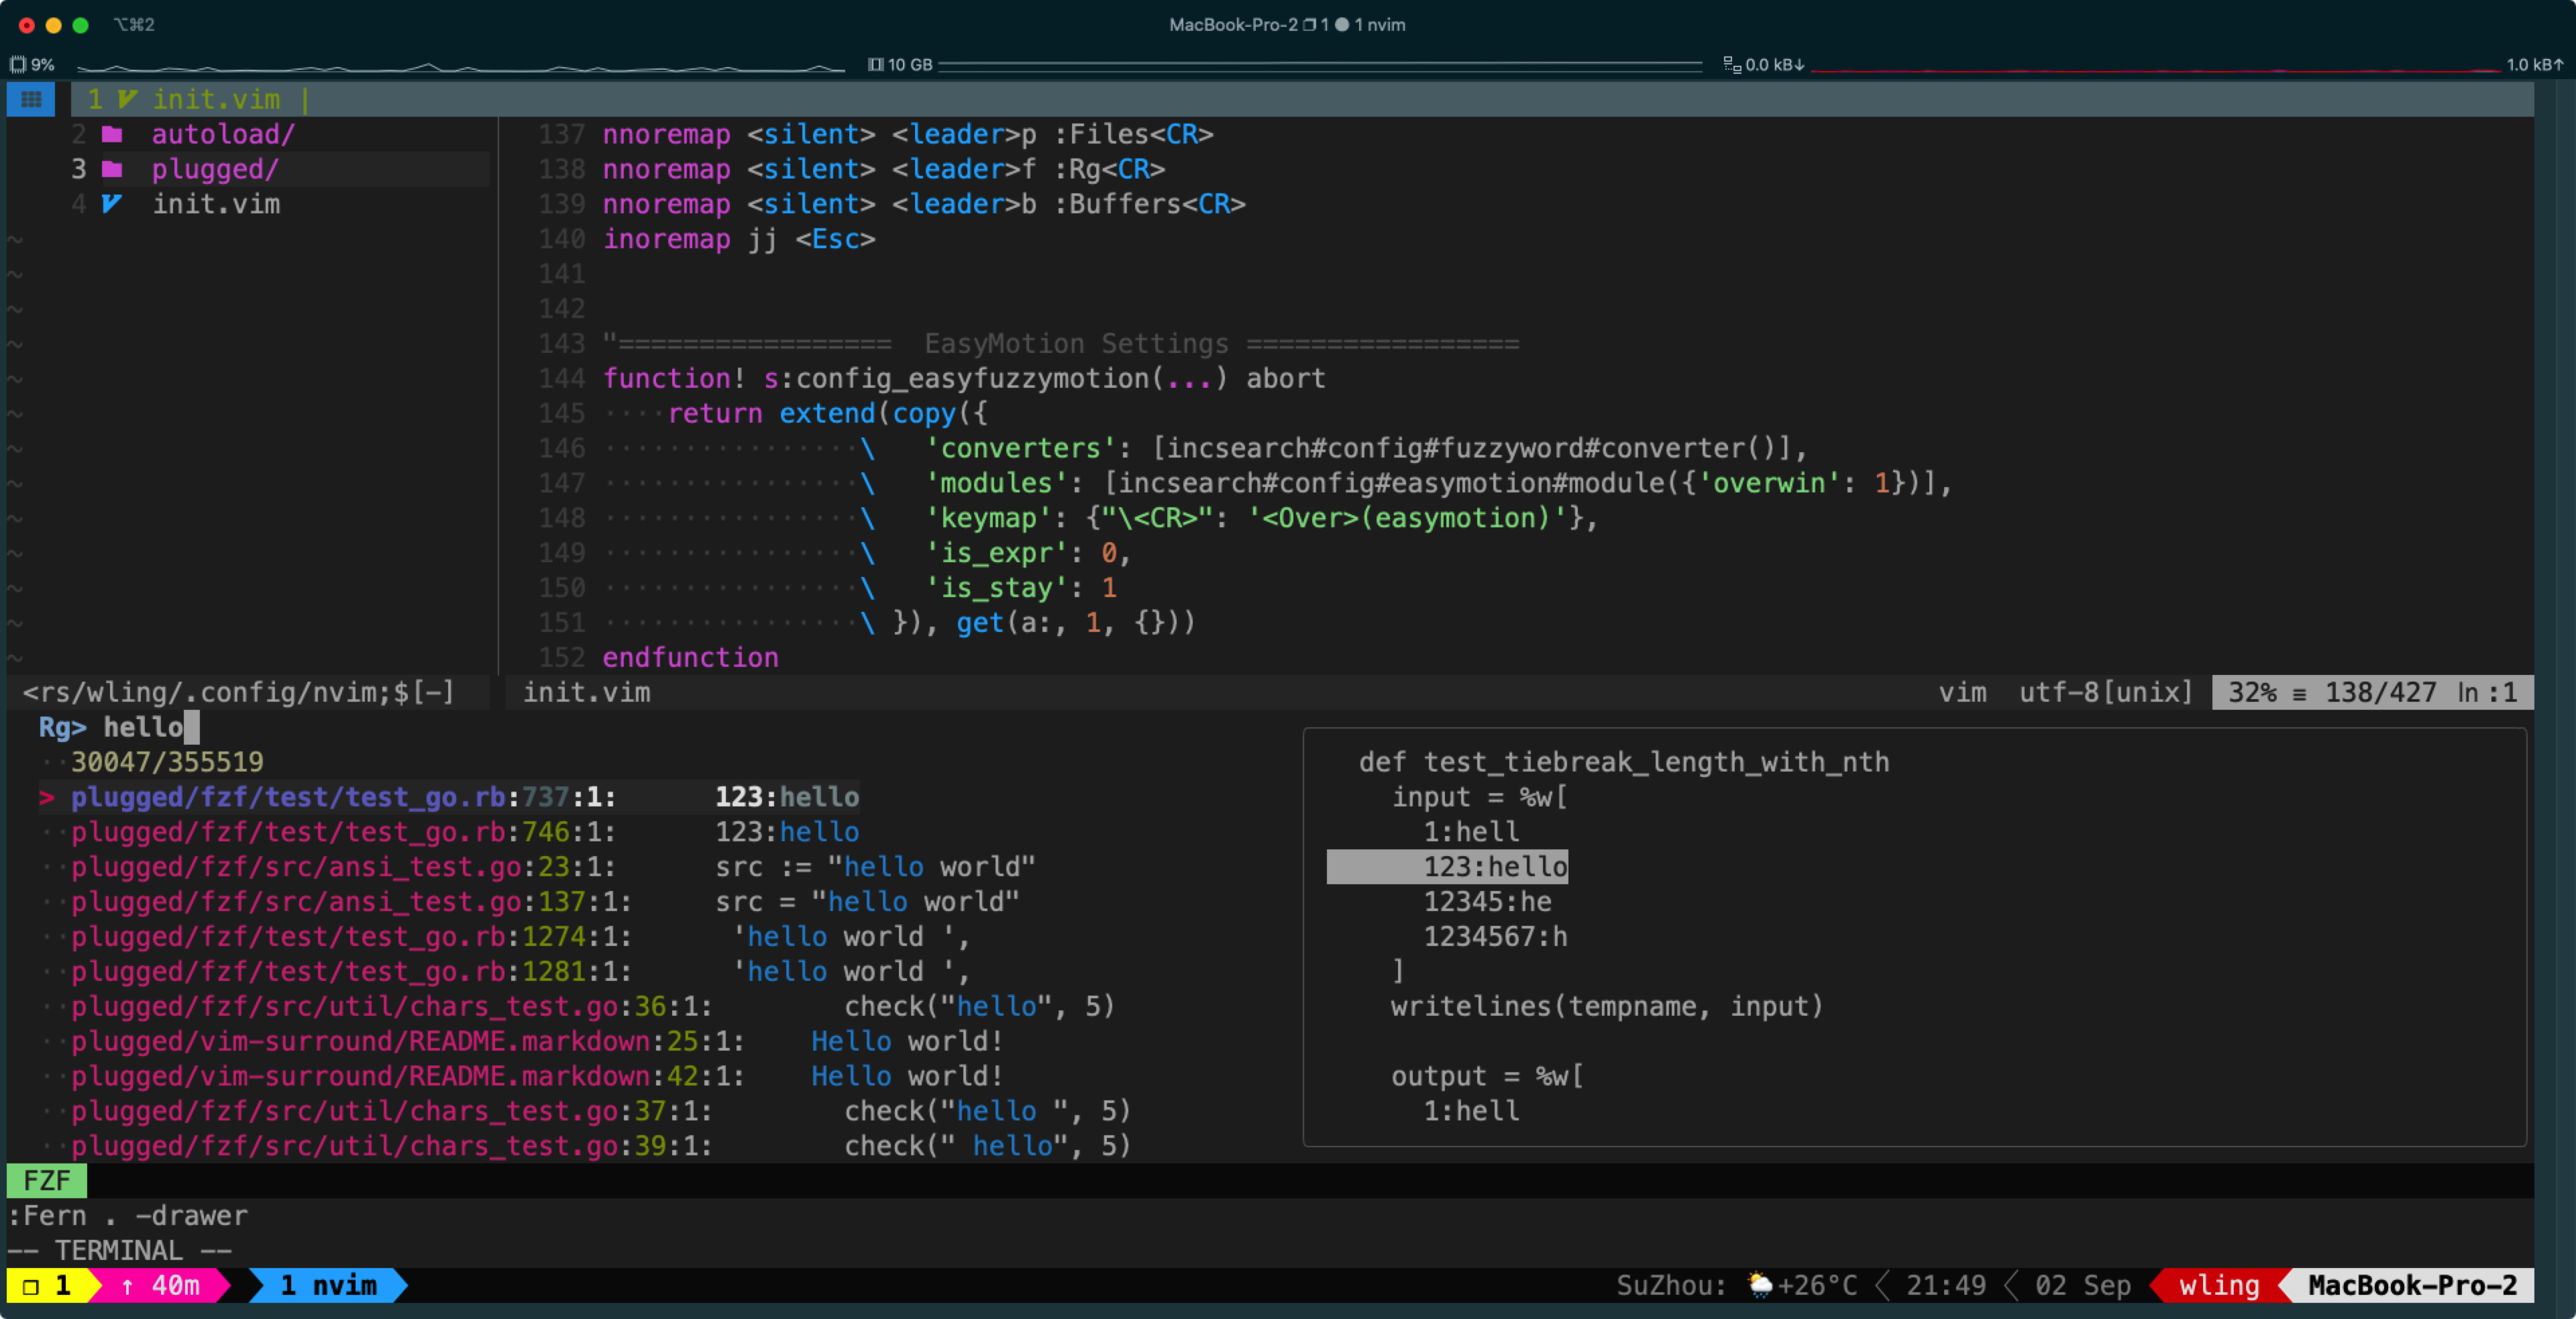 ⌥⌘2
MacBook-Pro-2 ❐ 1 ● 1 nvim
9%
10 GB
0.0 kB↓
1.0 kB↑
1 init.vim |
2 autoload/
3 plugged/
4 init.vim
~
~
~
~
~
~
~
~
~
~
~
~
~
137 nnoremap <silent> <leader>p :Files<CR>
138 nnoremap <silent> <leader>f :Rg<CR>
139 nnoremap <silent> <leader>b :Buffers<CR>
140 inoremap jj <Esc>
141
142
143 "=================  EasyMotion Settings =================
144 function! s:config_easyfuzzymotion(...) abort
145 ····return extend(copy({
146 ················\   'converters': [incsearch#config#fuzzyword#converter()],
147 ················\   'modules': [incsearch#config#easymotion#module({'overwin': 1})],
148 ················\   'keymap': {"\<CR>": '<Over>(easymotion)'},
149 ················\   'is_expr': 0,
150 ················\   'is_stay': 1
151 ················\ }), get(a:, 1, {}))
152 endfunction
<rs/wling/.config/nvim;$[-]
init.vim
vim utf-8[unix] 32% ≡ 138/427 ln :1
Rg> hello
··30047/355519
> plugged/fzf/test/test_go.rb:737:1:      123:hello
··plugged/fzf/test/test_go.rb:746:1:      123:hello
··plugged/fzf/src/ansi_test.go:23:1:      src := "hello world"
··plugged/fzf/src/ansi_test.go:137:1:     src = "hello world"
··plugged/fzf/test/test_go.rb:1274:1:      'hello world ',
··plugged/fzf/test/test_go.rb:1281:1:      'hello world ',
··plugged/fzf/src/util/chars_test.go:36:1:        check("hello", 5)
··plugged/vim-surround/README.markdown:25:1:    Hello world!
··plugged/vim-surround/README.markdown:42:1:    Hello world!
··plugged/fzf/src/util/chars_test.go:37:1:        check("hello ", 5)
··plugged/fzf/src/util/chars_test.go:39:1:        check(" hello", 5)
def test_tiebreak_length_with_nth
input = %w[
1:hell
123:hello
12345:he
1234567:h
]
writelines(tempname, input)
output = %w[
1:hell
FZF
:Fern . -drawer
-- TERMINAL --
❐ 1 ↑ 40m 1 nvim
SuZhou: 🌦+26°C 21:49 02 Sep wling MacBook-Pro-2